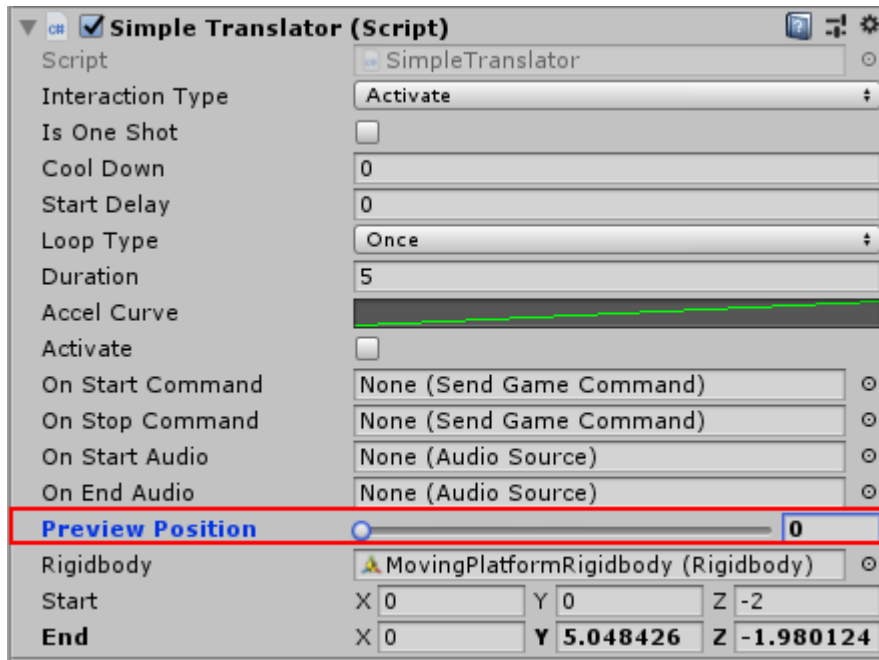 Simple Translator (Script)
Script SimpleTranslator
Interaction Type Activate
Is One Shot
Cool Down 0
Start Delay 0
Loop Type Once
Duration 5
Accel Curve
Activate
On Start Command None (Send Game Command)
On Stop Command None (Send Game Command)
On Start Audio None (Audio Source)
On End Audio None (Audio Source)
Preview Position 0
Rigidbody MovingPlatformRigidbody (Rigidbody)
Start X 0 Y 0 Z -2
End X 0 Y 5.048426 Z -1.980124